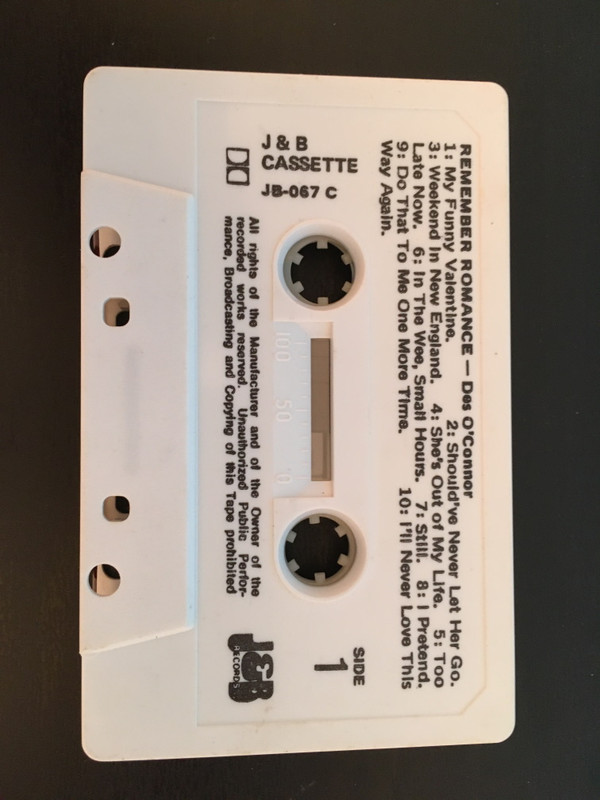 REMEMBER ROMANCE — Des O'Connor
1: My Funny Valentine. 2: Should've Never Let Her Go.
3: Weekend in New England. 4: She's Out of My Life. 5: Too
Late Now. 6: In The Wee, Small Hours. 7: Still. 8: I Pretend.
9: Do That To Me One More Time. 10: I'll Never Love This
Way Again.
J & B
CASSETTE
JB-067 C
SIDE
1
100 50 0
All rights of the Manufacturer and of the Owner of the
recorded works reserved. Unauthorized Public Perfor-
mance, Broadcasting and Copying of this Tape prohibited
J&B
RECORDS